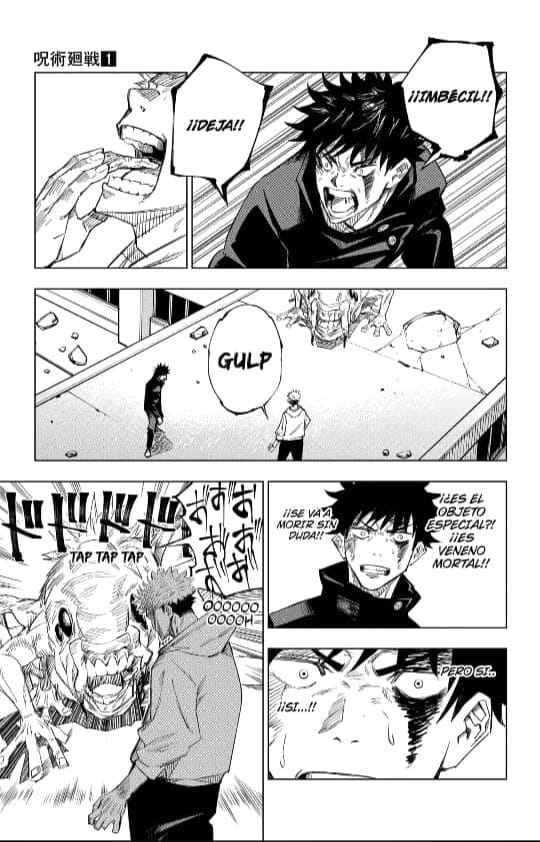 呪術廻戦1
¡¡IMBÉCIL!!
¡¡DEJA!!
GULP
¡¿ES EL
OBJETO
ESPECIAL?!
¡¡ES
VENENO
MORTAL!!
¡¡SE VA A
MORIR SIN
DUDA!!
PERO SI..
¡¡SI...!!
ドドドド
TAP TAP TAP
おおお
おおお
OOOOOOO
OOOOH